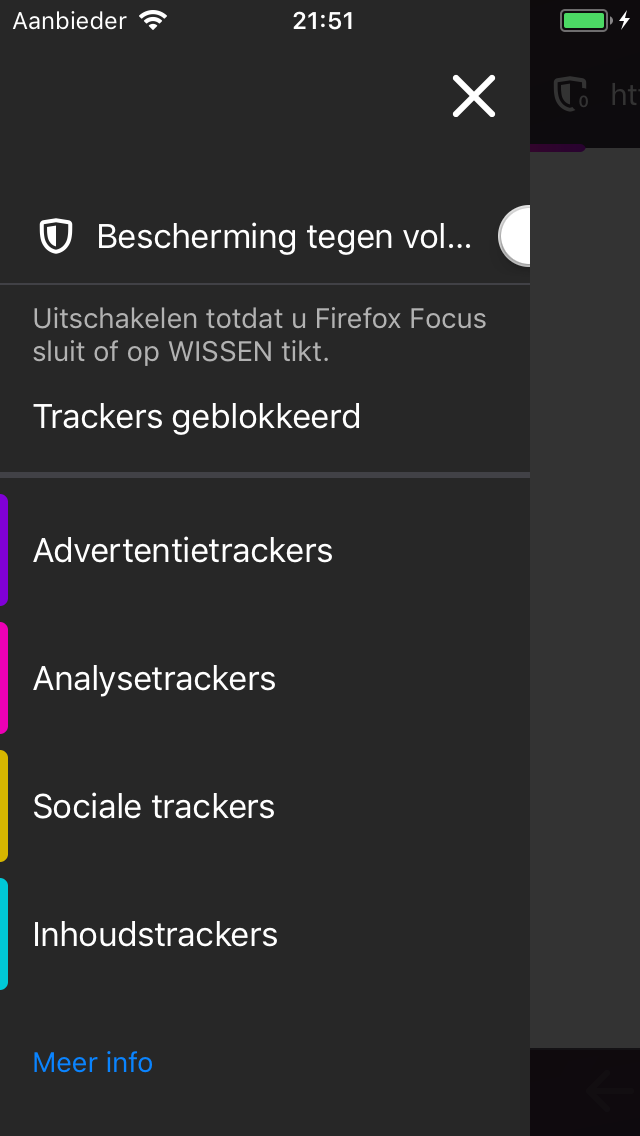 Aanbieder 21:51
0 ht
Bescherming tegen vol...
Uitschakelen totdat u Firefox Focus
sluit of op WISSEN tikt.
Trackers geblokkeerd
Advertentietrackers
Analysetrackers
Sociale trackers
Inhoudstrackers
Meer info